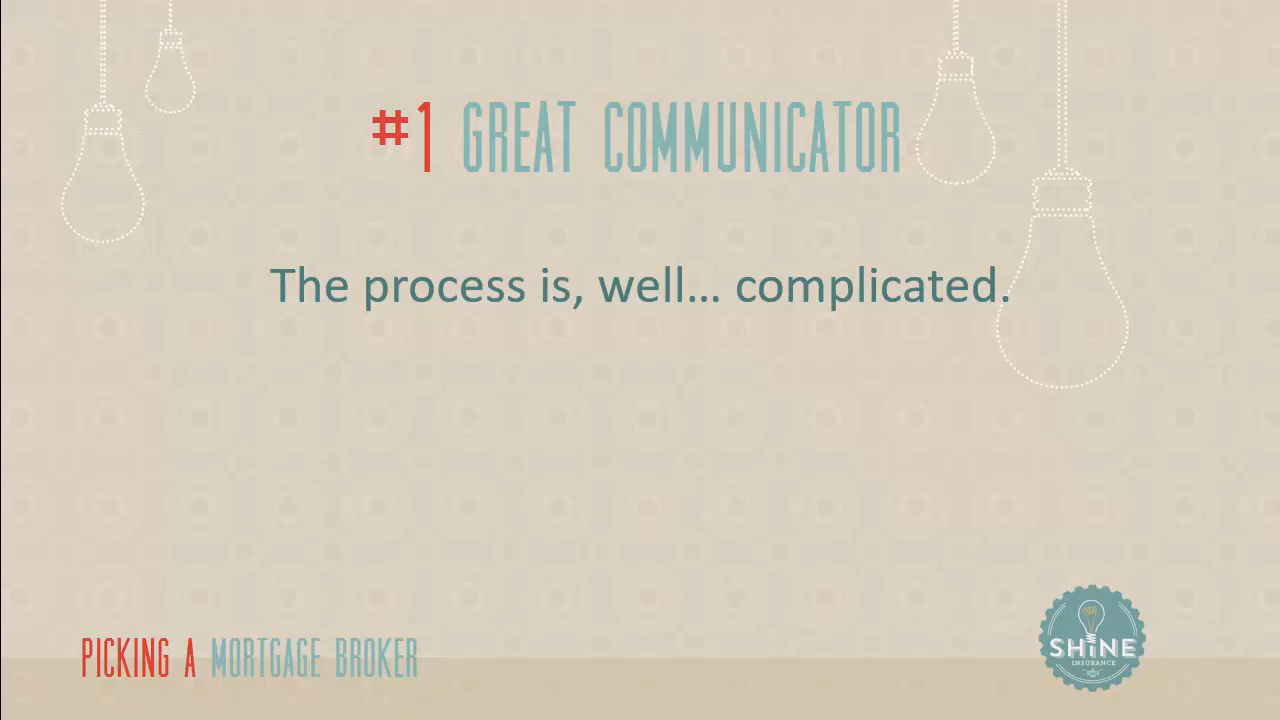 #1 GREAT COMMUNICATOR
The process is, well... complicated.
PICKING A MORTGAGE BROKER
SHINE
INSURANCE